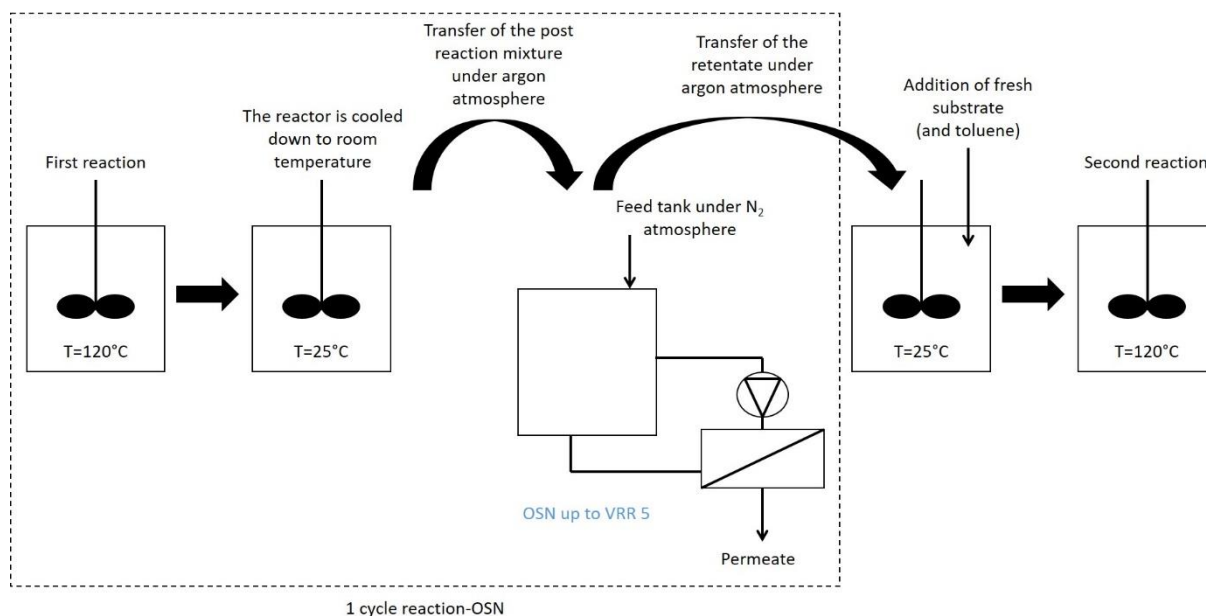 First reaction
T=120°C
The reactor is cooled
down to room
temperature
T=25°C
Transfer of the post
reaction mixture
under argon
atmosphere
Transfer of the
retentate under
argon atmosphere
Feed tank under N₂
atmosphere
OSN up to VRR 5
Permeate
Addition of fresh
substrate
(and toluene)
T=25°C
Second reaction
T=120°C
1 cycle reaction-OSN